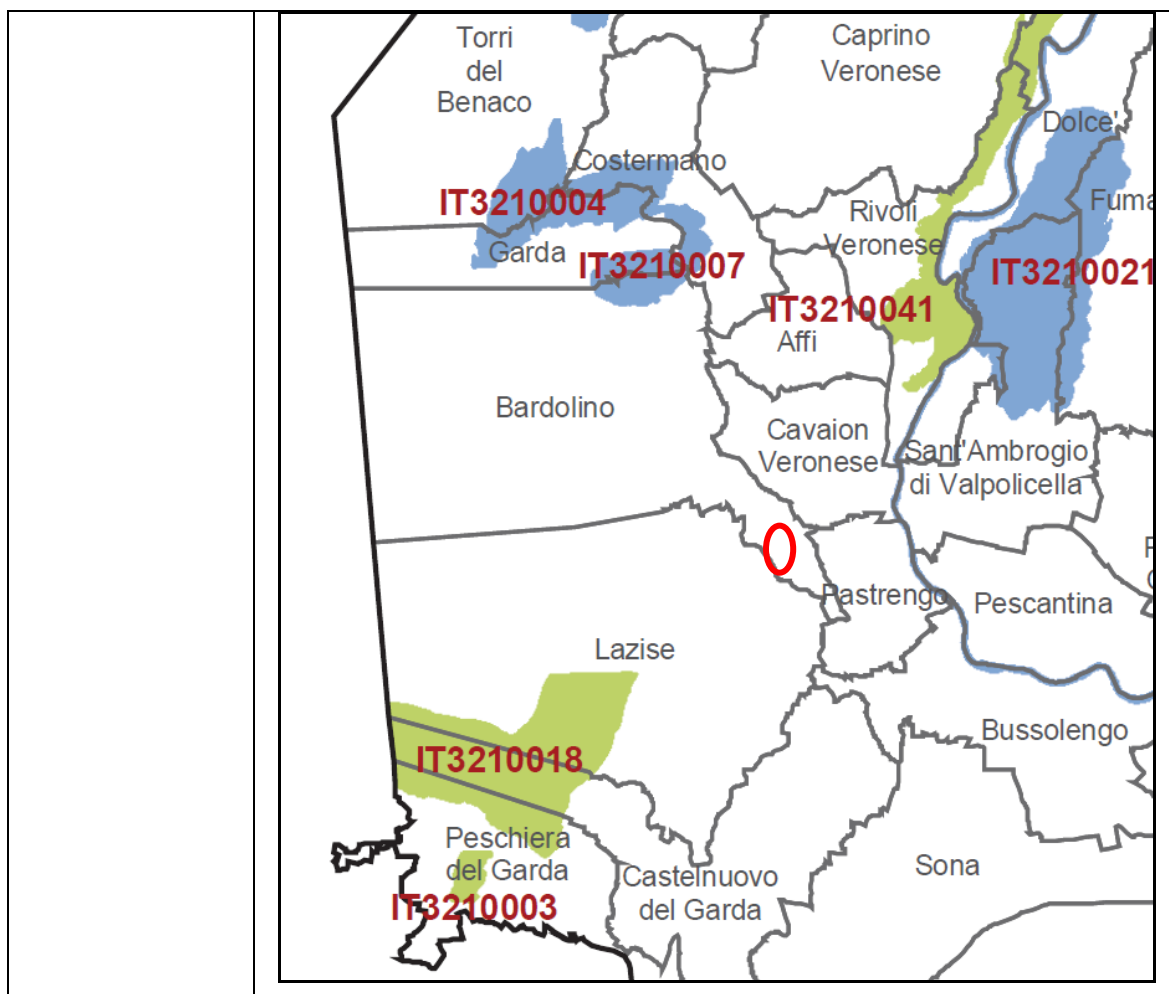 Torri
del
Benaco
Caprino
Veronese
Dolce'
Costermano
IT3210004
Rivoli
Veronese
Fuma
Garda
IT3210007
IT3210021
IT3210041
Affi
Bardolino
Cavaion
Veronese
Sant'Ambrogio
di Valpolicella
Pastrengo
Pescantina
Lazise
Bussolengo
IT3210018
Peschiera
del Garda
Sona
Castelnuovo
del Garda
IT3210003